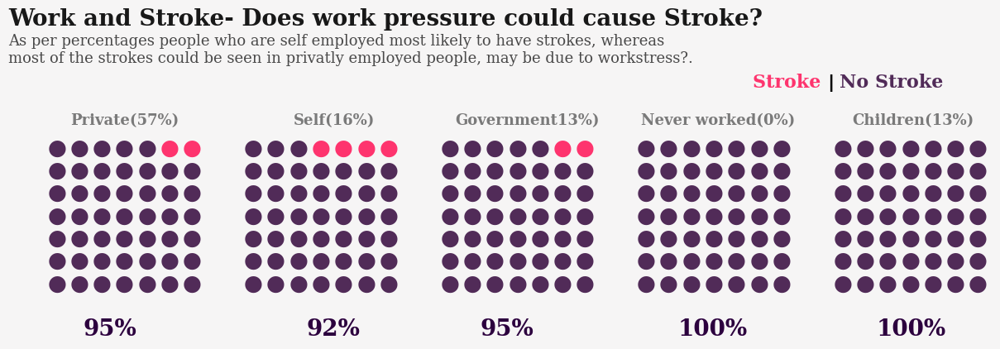 Work and Stroke- Does work pressure could cause Stroke?
As per percentages people who are self employed most likely to have strokes, whereas
most of the strokes could be seen in privatly employed people, may be due to workstress?.
Stroke | No Stroke
Private(57%) Self(16%) Government13%) Never worked(0%) Children(13%)
95% 92% 95% 100% 100%